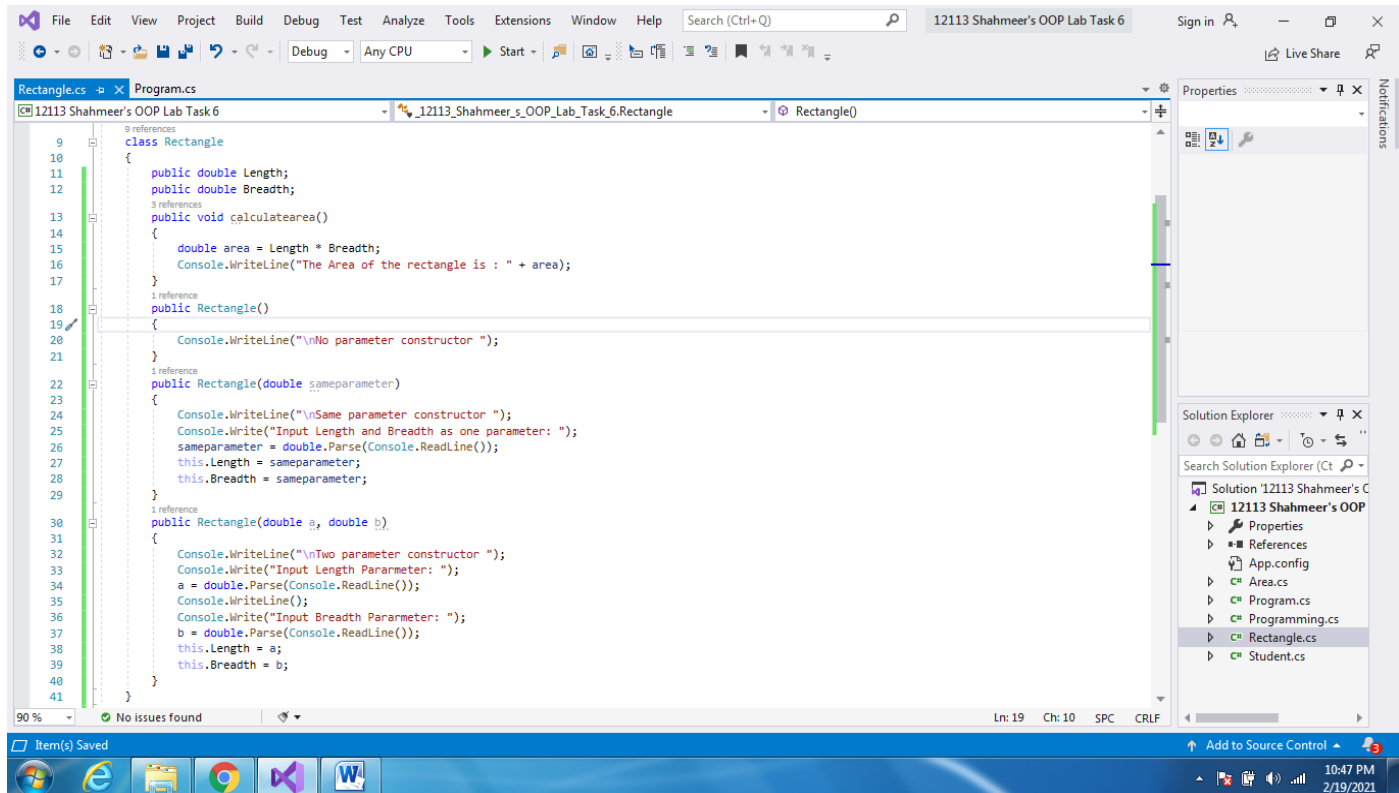 File Edit View Project Build Debug Test Analyze Tools Extensions Window Help Search (Ctrl+Q) 12113 Shahmeer's OOP Lab Task 6 Sign in
Debug Any CPU Start Live Share
Rectangle.cs Program.cs
12113 Shahmeer's OOP Lab Task 6 _12113_Shahmeer_s_OOP_Lab_Task_6.Rectangle Rectangle()
9 references
9 class Rectangle
10 {
11 public double Length;
12 public double Breadth;
3 references
13 public void calculatearea()
14 {
15 double area = Length * Breadth;
16 Console.WriteLine("The Area of the rectangle is : " + area);
17 }
1 reference
18 public Rectangle()
19 {
20 Console.WriteLine("\nNo parameter constructor ");
21 }
1 reference
22 public Rectangle(double sameparameter)
23 {
24 Console.WriteLine("\nSame parameter constructor ");
25 Console.Write("Input Length and Breadth as one parameter: ");
26 sameparameter = double.Parse(Console.ReadLine());
27 this.Length = sameparameter;
28 this.Breadth = sameparameter;
29 }
1 reference
30 public Rectangle(double a, double b)
31 {
32 Console.WriteLine("\nTwo parameter constructor ");
33 Console.Write("Input Length Pararmeter: ");
34 a = double.Parse(Console.ReadLine());
35 Console.WriteLine();
36 Console.Write("Input Breadth Pararmeter: ");
37 b = double.Parse(Console.ReadLine());
38 this.Length = a;
39 this.Breadth = b;
40 }
41 }
90 % No issues found Ln: 19 Ch: 10 SPC CRLF
Properties
Notifications
Solution Explorer
Search Solution Explorer (Ct
Solution '12113 Shahmeer's C
C# 12113 Shahmeer's OOP
Properties
References
App.config
C# Area.cs
C# Program.cs
C# Programming.cs
C# Rectangle.cs
C# Student.cs
Item(s) Saved Add to Source Control 3
10:47 PM
2/19/2021